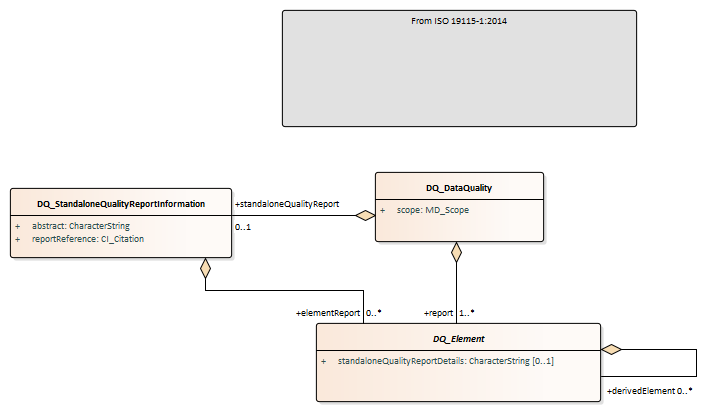 From ISO 19115-1:2014
DQ_StandaloneQualityReportInformation
+ abstract: CharacterString
+ reportReference: CI_Citation
+standaloneQualityReport
0..1
DQ_DataQuality
+ scope: MD_Scope
+elementReport 0..*
+report 1..*
DQ_Element
+ standaloneQualityReportDetails: CharacterString [0..1]
+derivedElement 0..*